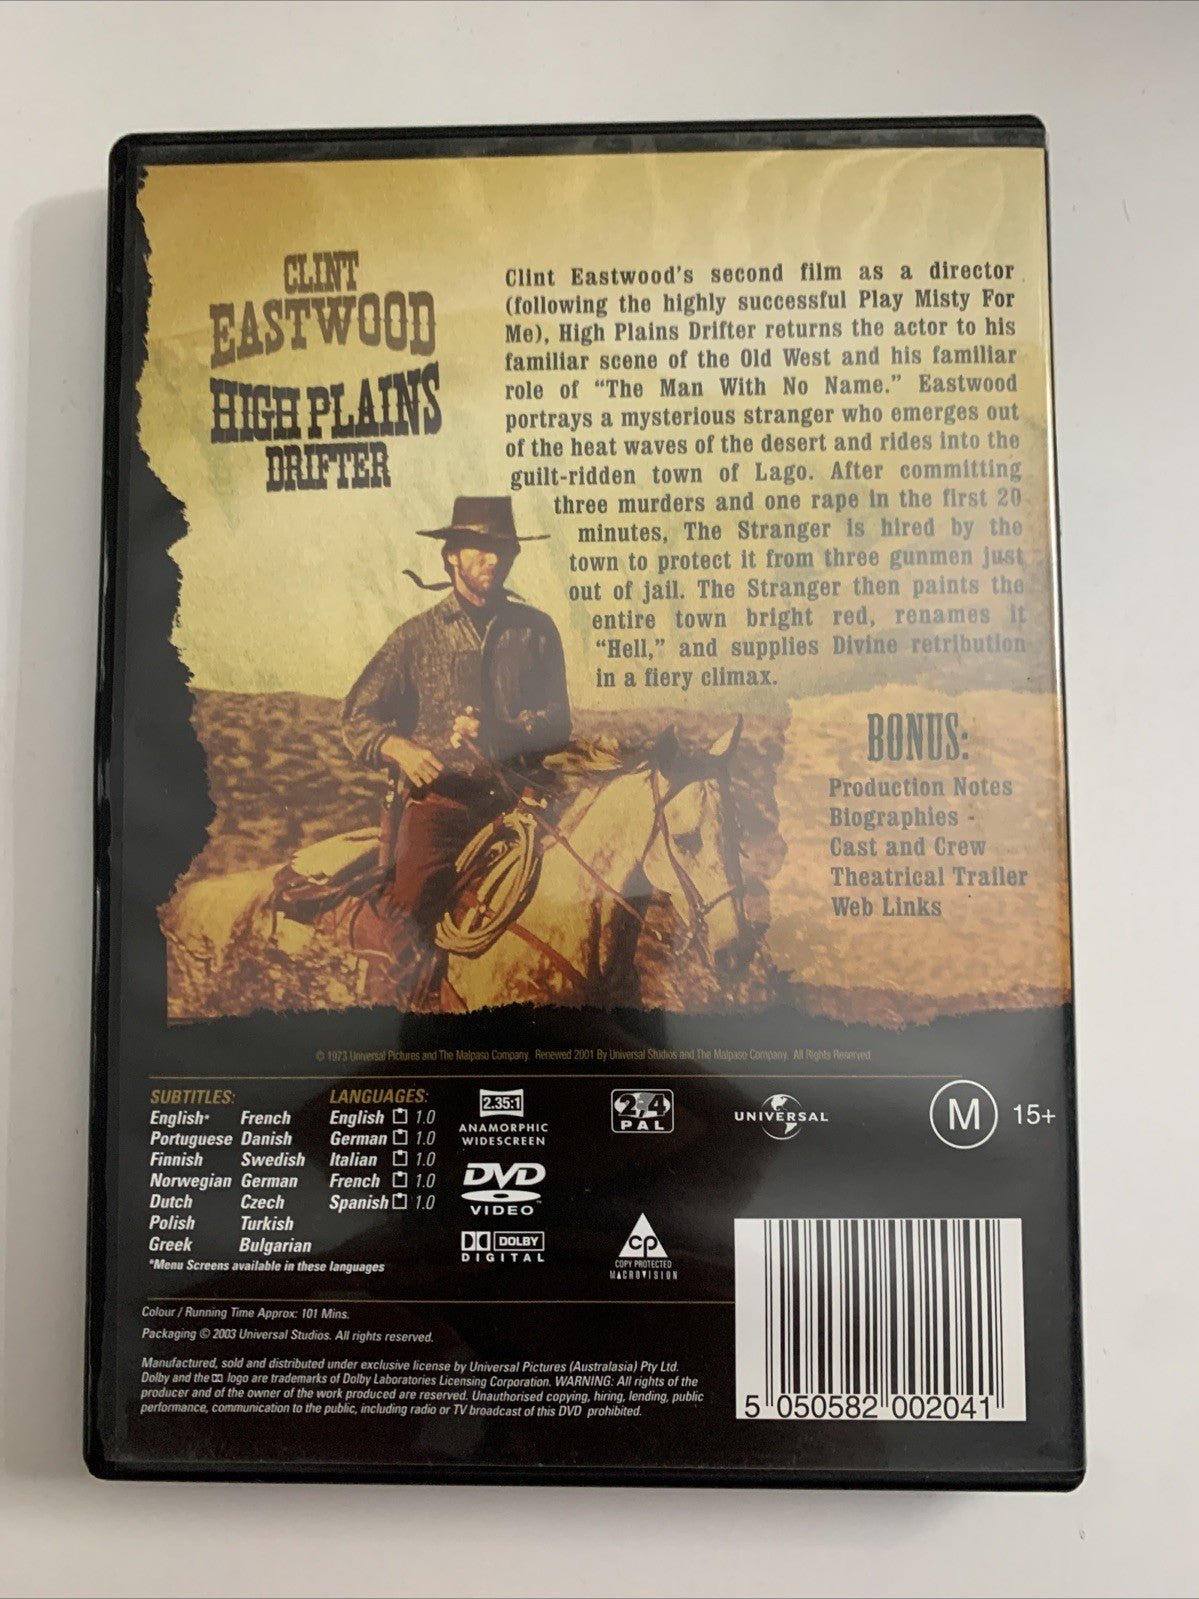 CLINT
EASTWOOD
HIGH PLAINS
DRIFTER
Clint Eastwood's second film as a director
(following the highly successful Play Misty For
Me), High Plains Drifter returns the actor to his
familiar scene of the Old West and his familiar
role of “The Man With No Name.” Eastwood
portrays a mysterious stranger who emerges out
of the heat waves of the desert and rides into the
guilt-ridden town of Lago. After committing
three murders and one rape in the first 20
minutes, The Stranger is hired by the
town to protect it from three gunmen just
out of jail. The Stranger then paints the
entire town bright red, renames it
“Hell,” and supplies Divine retribution
in a fiery climax.
BONUS:
Production Notes
Biographies -
Cast and Crew
Theatrical Trailer
Web Links
© 1973 Universal Pictures and The Malpaso Company. Renewed 2001 By Universal Studios and The Malpaso Company. All Rights Reserved
SUBTITLES:
English* French
Portuguese Danish
Finnish Swedish
Norwegian German
Dutch Czech
Polish Turkish
Greek Bulgarian
*Menu Screens available in these languages
LANGUAGES:
English 1.0
German 1.0
Italian 1.0
French 1.0
Spanish 1.0
2.35:1
ANAMORPHIC
WIDESCREEN
DVD
VIDEO
DOLBY
DIGITAL
2,4
PAL
CP
COPY PROTECTED
MACROVISION
UNIVERSAL
M 15+
Colour / Running Time Approx: 101 Mins.
Packaging © 2003 Universal Studios. All rights reserved.
Manufactured, sold and distributed under exclusive license by Universal Pictures (Australasia) Pty Ltd.
Dolby and the logo are trademarks of Dolby Laboratories Licensing Corporation. WARNING: All rights of the
producer and of the owner of the work produced are reserved. Unauthorised copying, hiring, lending, public
performance, communication to the public, including radio or TV broadcast of this DVD prohibited.
5 050582 002041